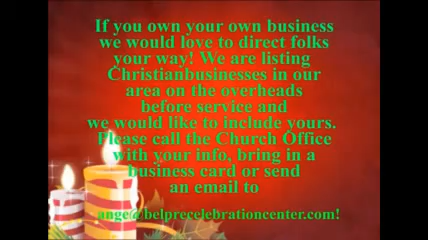 If you own your own business
we would love to direct folks
your way! We are listing
Christianbusinesses in our
area on the overheads
before service and
we would like to include yours.
Please call the Church Office
with your info, bring in a
business card or send
an email to
ange@belprecelebrationcenter.com!